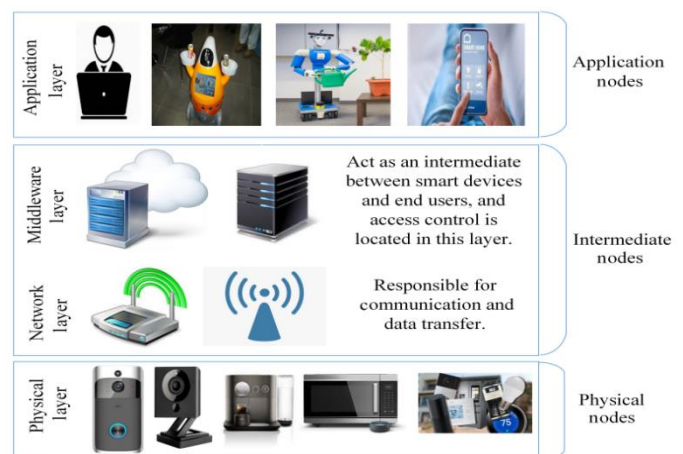 Application
layer
Application
nodes
Middleware
layer
Act as an intermediate
between smart devices
and end users, and
access control is
located in this layer.
Intermediate
nodes
Network
layer
Responsible for
communication and
data transfer.
Physical
layer
75
Physical
nodes